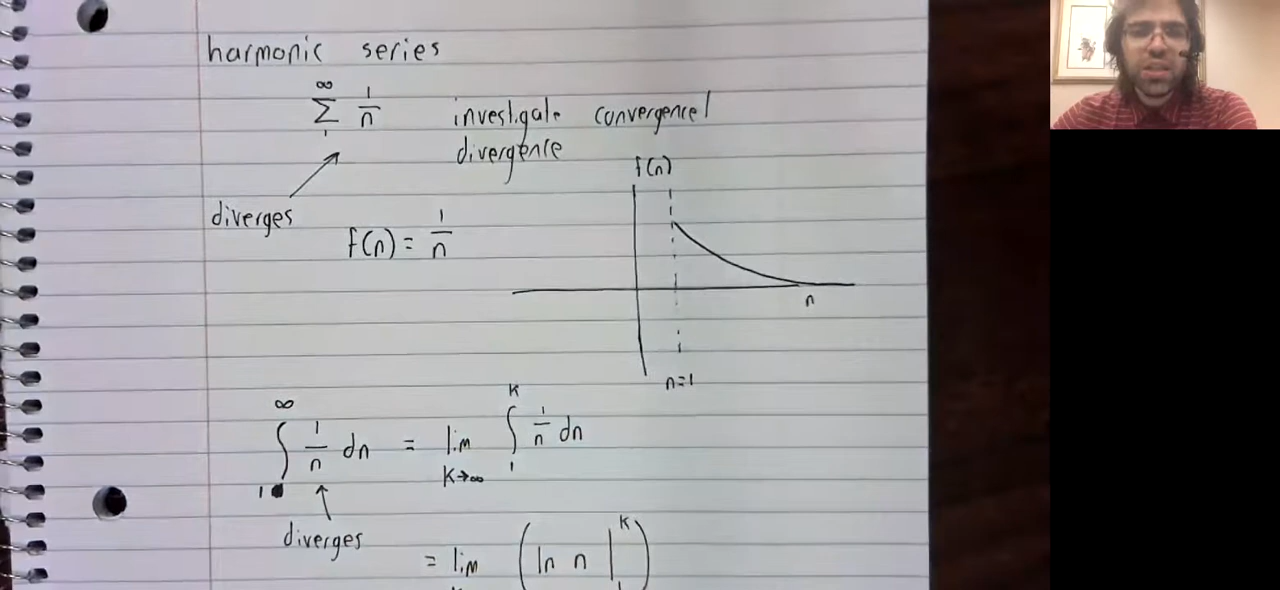 harmonic series
∞
Σ 1/n investigate convergence/
1
divergence
f(n)
diverges
f(n) = 1/n
n
n=1
∫₁^∞ 1/n dn = lim K→∞ ∫₁^K 1/n dn
diverges
= lim ( ln n |₁^K )